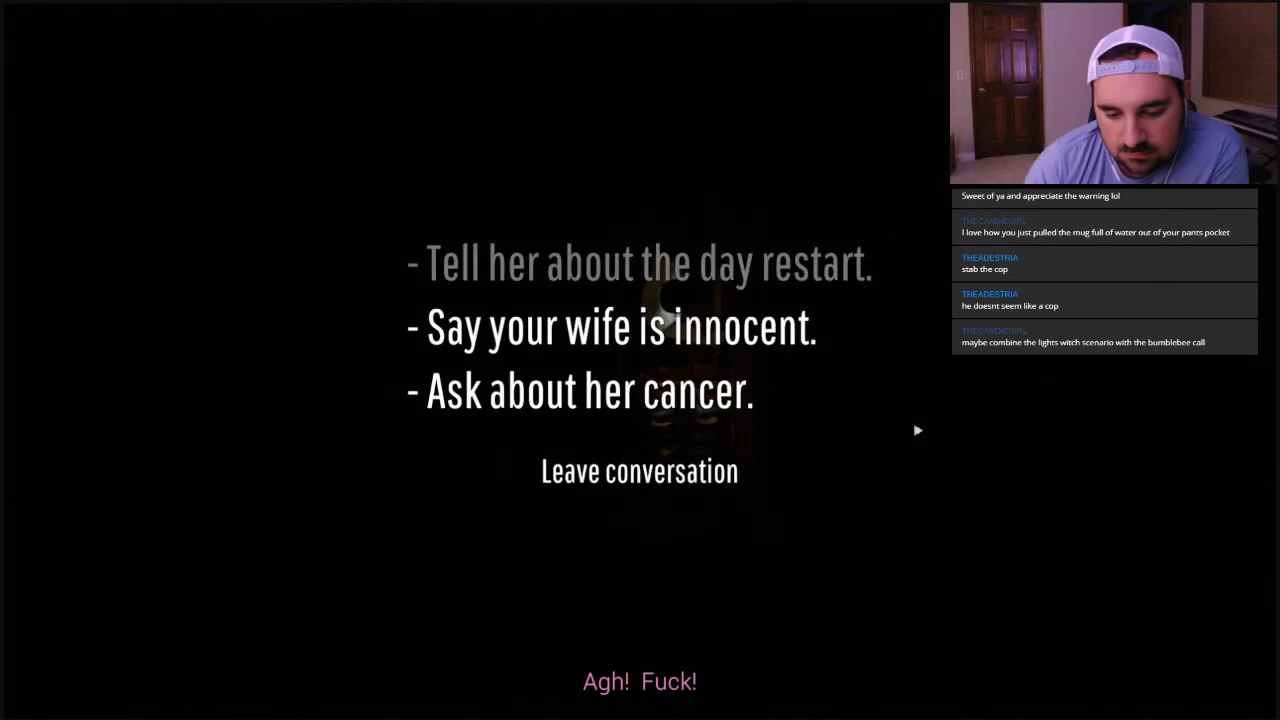 - Tell her about the day restart.
- Say your wife is innocent.
- Ask about her cancer.
Leave conversation
Agh! Fuck!
Sweet of ya and appreciate the warning lol
THECANDIEGIRL
I love how you just pulled the mug full of water out of your pants pocket
THEADESTRIA
stab the cop
THEADESTRIA
he doesnt seem like a cop
THECANDIEGIRL
maybe combine the lights witch scenario with the bumblebee call